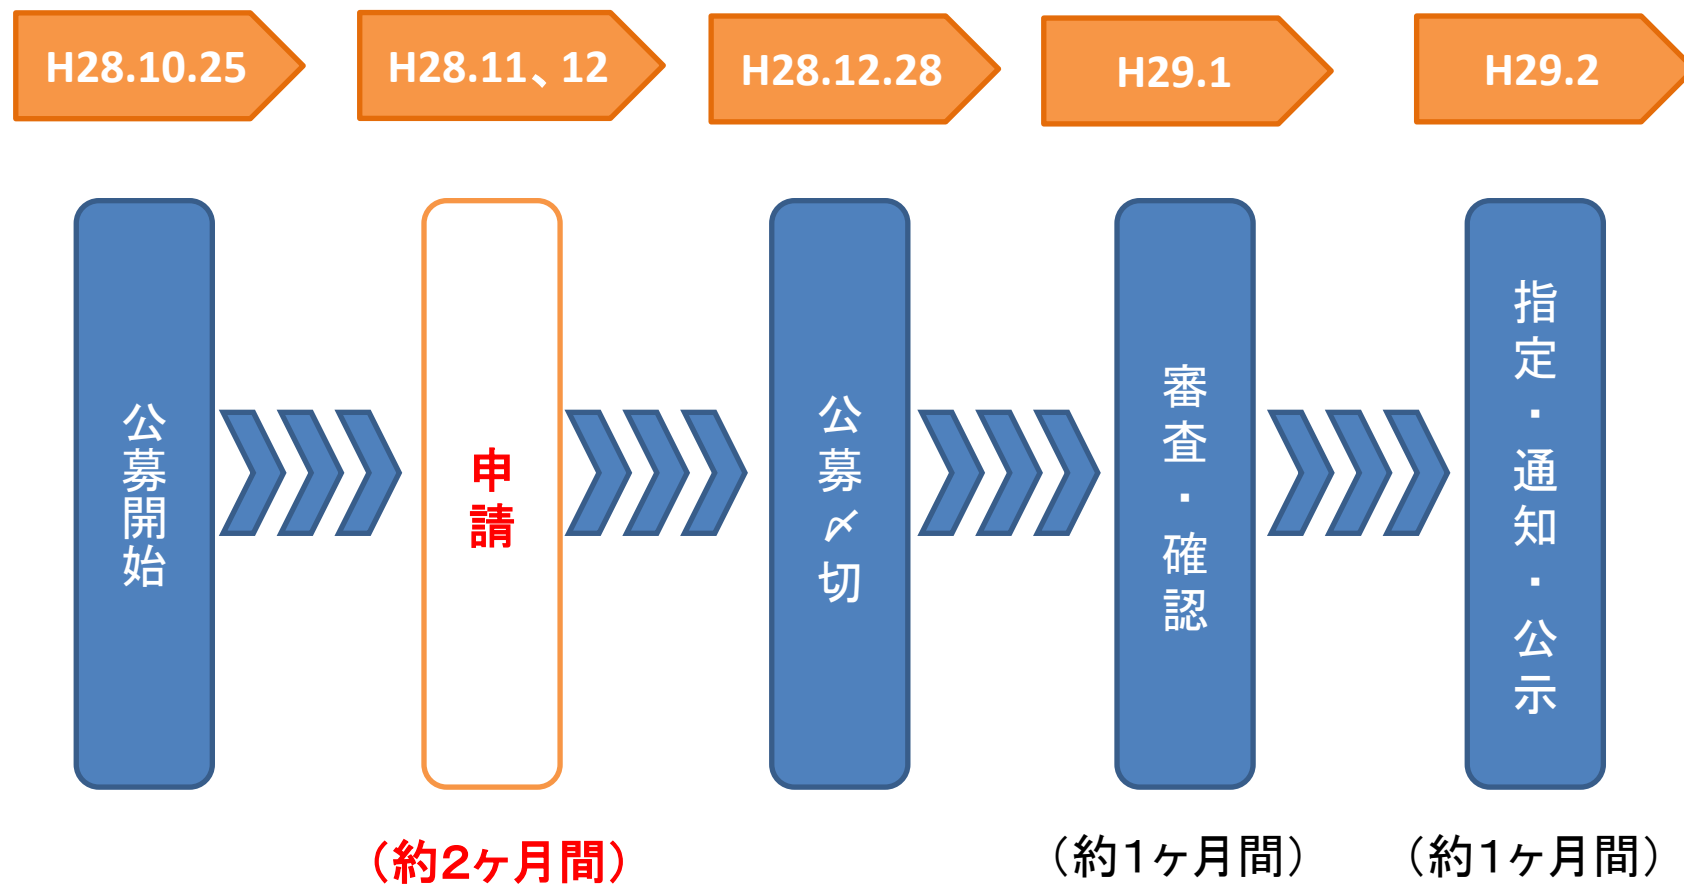 H28.10.25
H28.11、12
H28.12.28
H29.1
H29.2
公募開始
申請
公募〆切
審査・確認
指定・通知・公示
（約2ヶ月間）
（約1ヶ月間）
（約1ヶ月間）